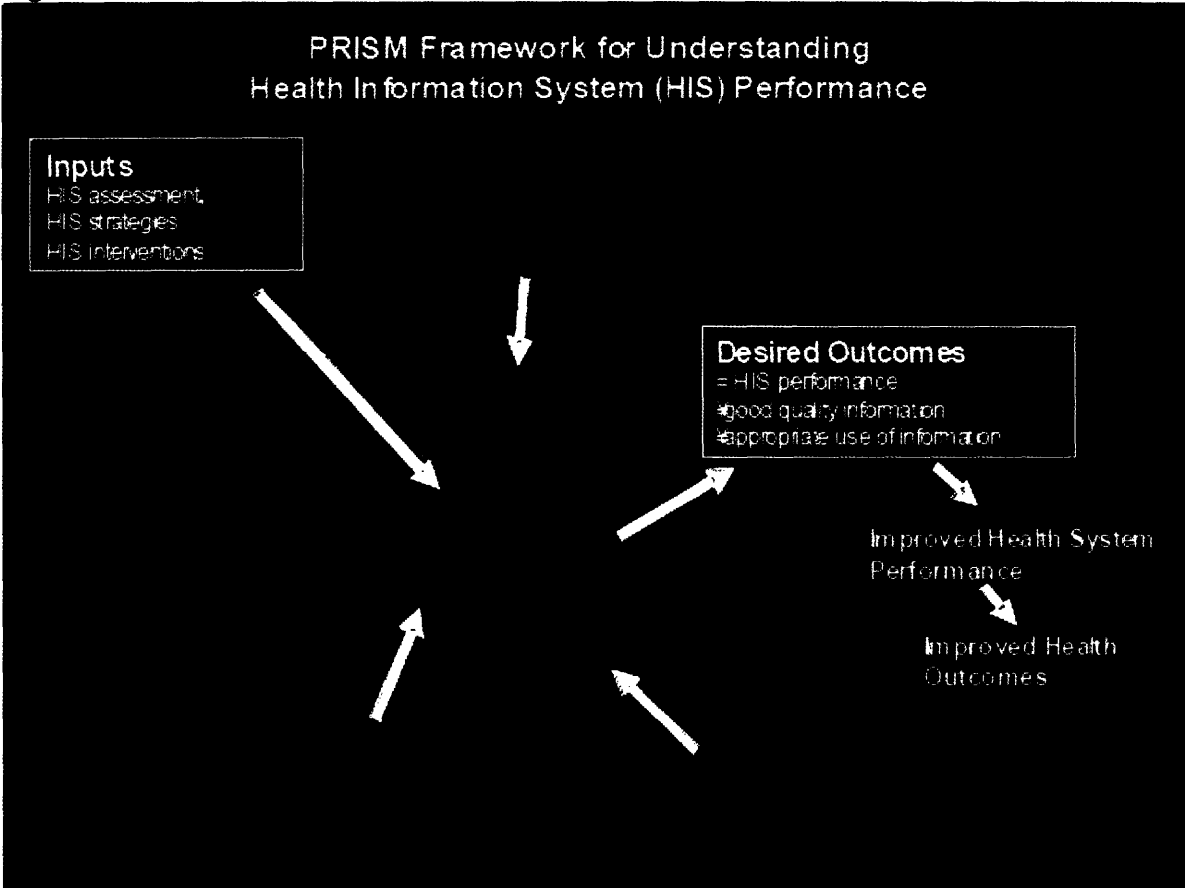 PRISM Framework for Understanding
Health Information System (HIS) Performance
Inputs
HIS assessment,
HIS strategies
HIS interventions
Desired Outcomes
= HIS performance
¥good quality information
¥appropriate use of information
Improved Health System
Performance
Improved Health
Outcomes